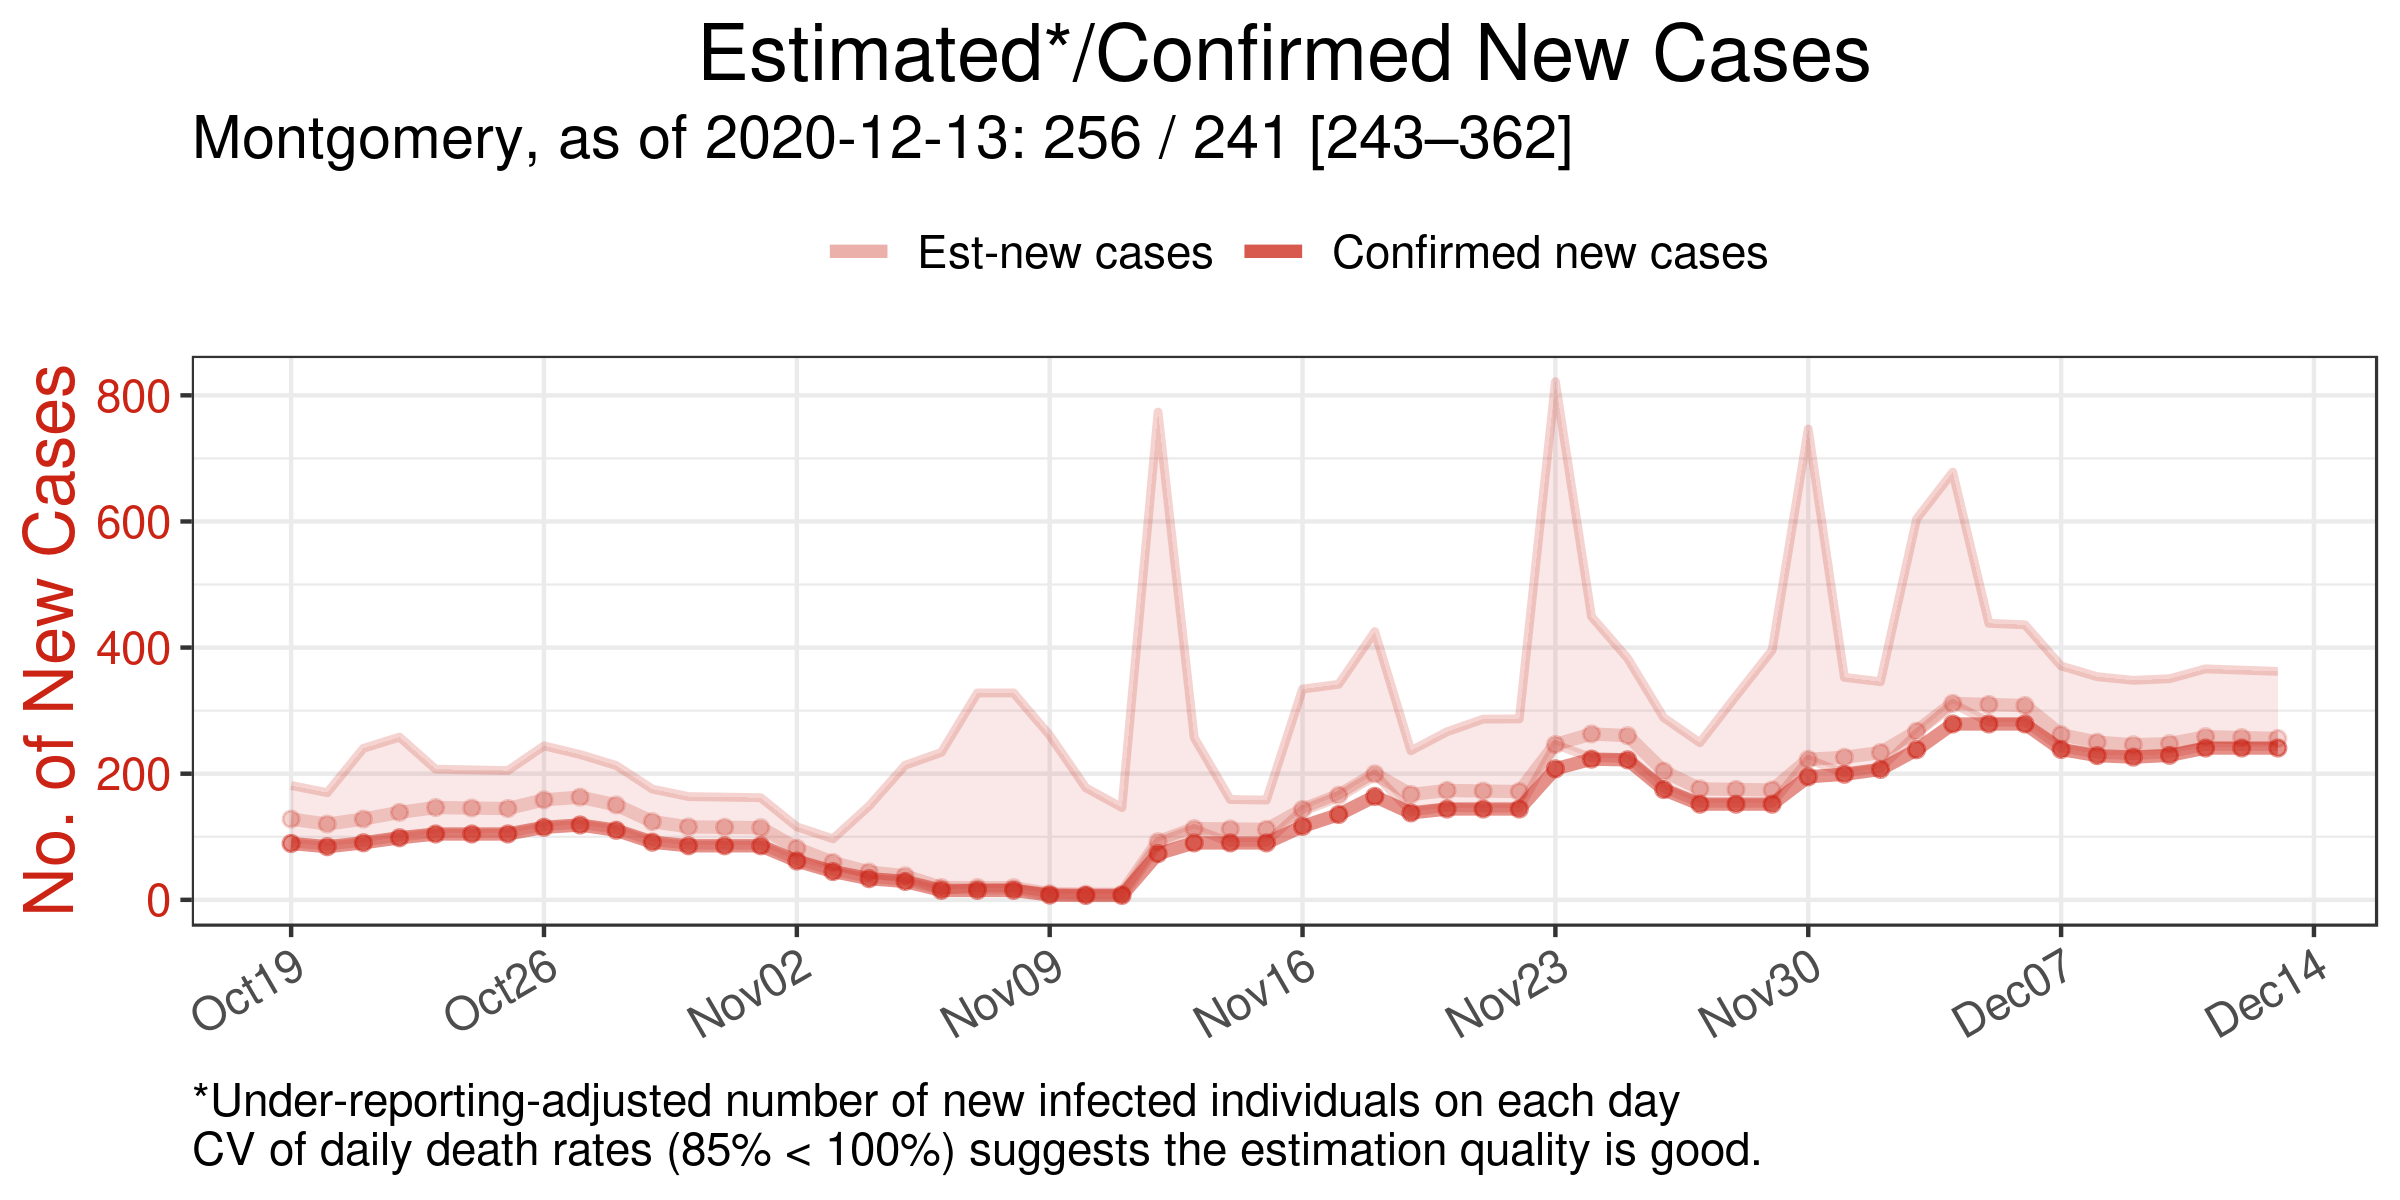 Estimated*/Confirmed New Cases
Montgomery, as of 2020-12-13: 256 / 241 [243–362]
Est-new cases
Confirmed new cases
No. of New Cases
800
600
400
200
0
Oct19
Oct26
Nov02
Nov09
Nov16
Nov23
Nov30
Dec07
Dec14
*Under-reporting-adjusted number of new infected individuals on each day
CV of daily death rates (85% < 100%) suggests the estimation quality is good.